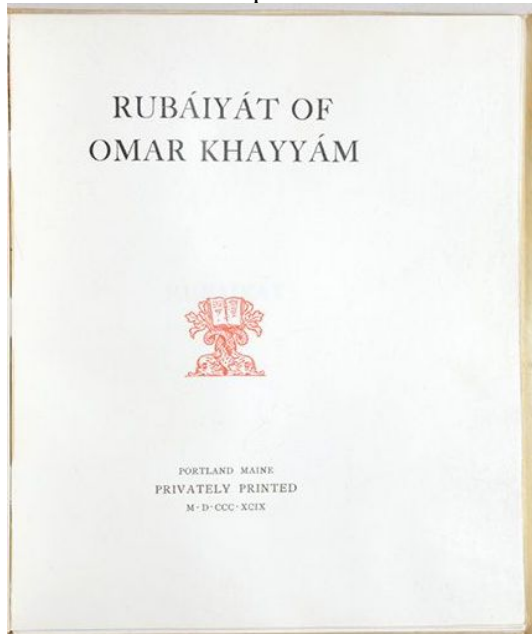 RUBÁIYÁT OF
OMAR KHAYYÁM
PORTLAND MAINE
PRIVATELY PRINTED
M·D·CCC·XCIX